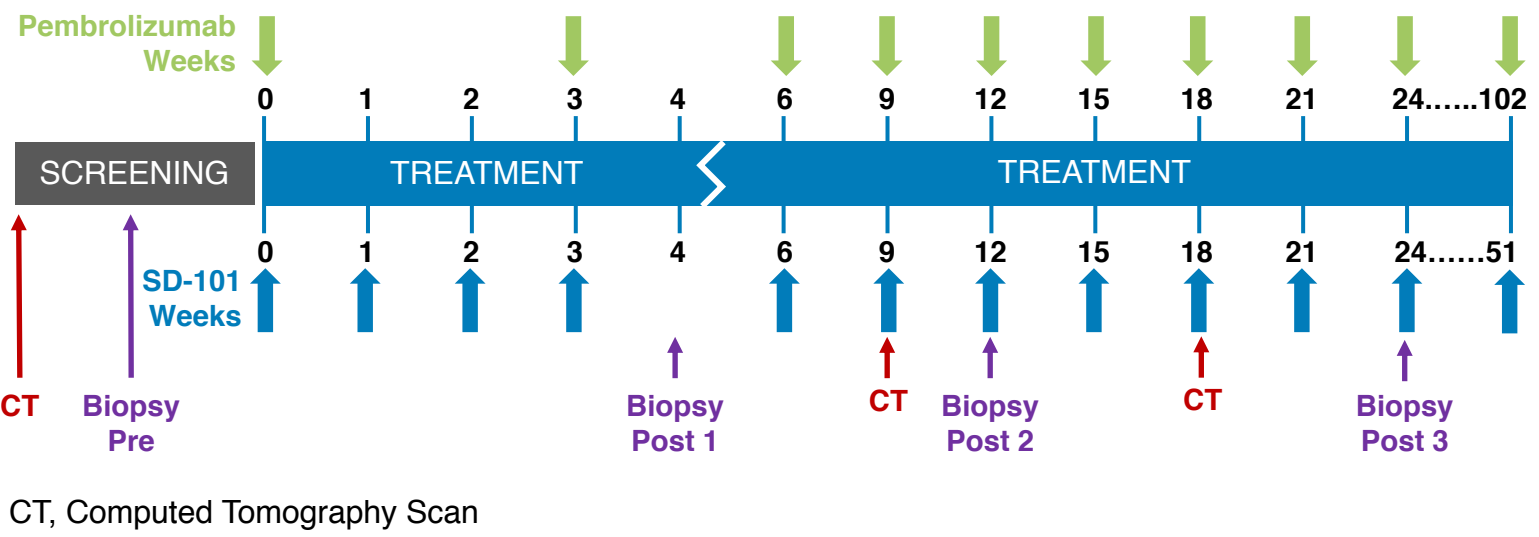 Pembrolizumab
Weeks
0 1 2 3 4 6 9 12 15 18 21 24......102
SCREENING TREATMENT TREATMENT
0 1 2 3 4 6 9 12 15 18 21 24......51
SD-101
Weeks
CT Biopsy Pre Biopsy Post 1 CT Biopsy Post 2 CT Biopsy Post 3
CT, Computed Tomography Scan